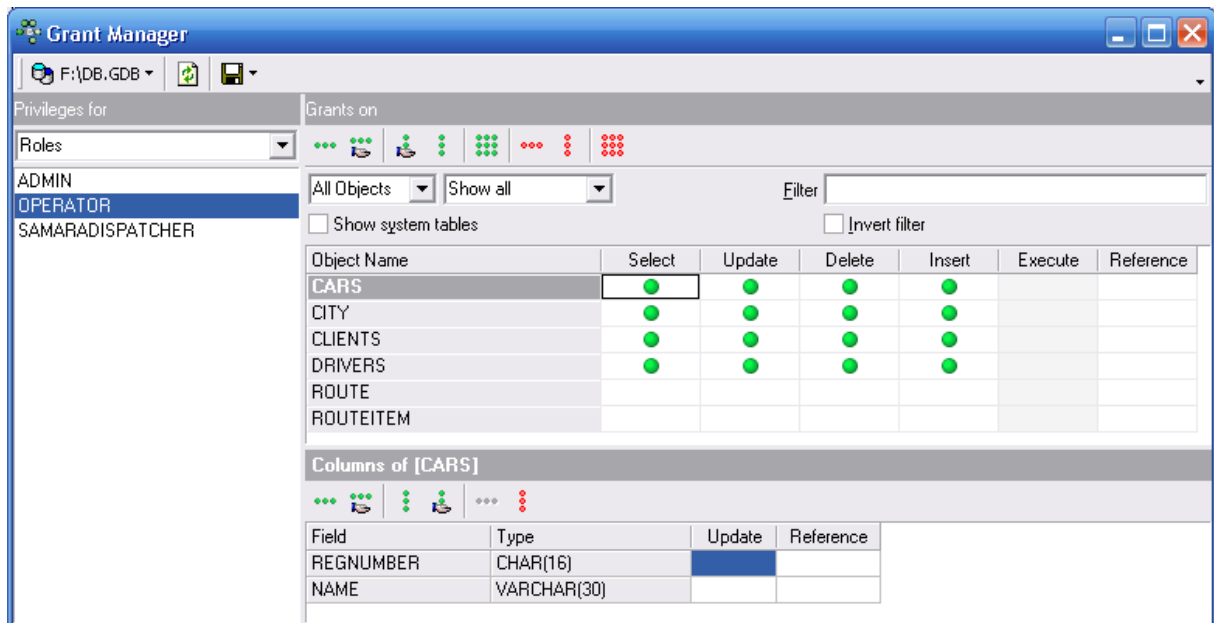 Grant Manager
F:\DB.GDB
Privileges for
Grants on
Roles
ADMIN
OPERATOR
SAMARADISPATCHER
All Objects Show all Filter
Show system tables Invert filter
Object Name Select Update Delete Insert Execute Reference
CARS
CITY
CLIENTS
DRIVERS
ROUTE
ROUTEITEM
Columns of [CARS]
Field Type Update Reference
REGNUMBER CHAR(16)
NAME VARCHAR(30)